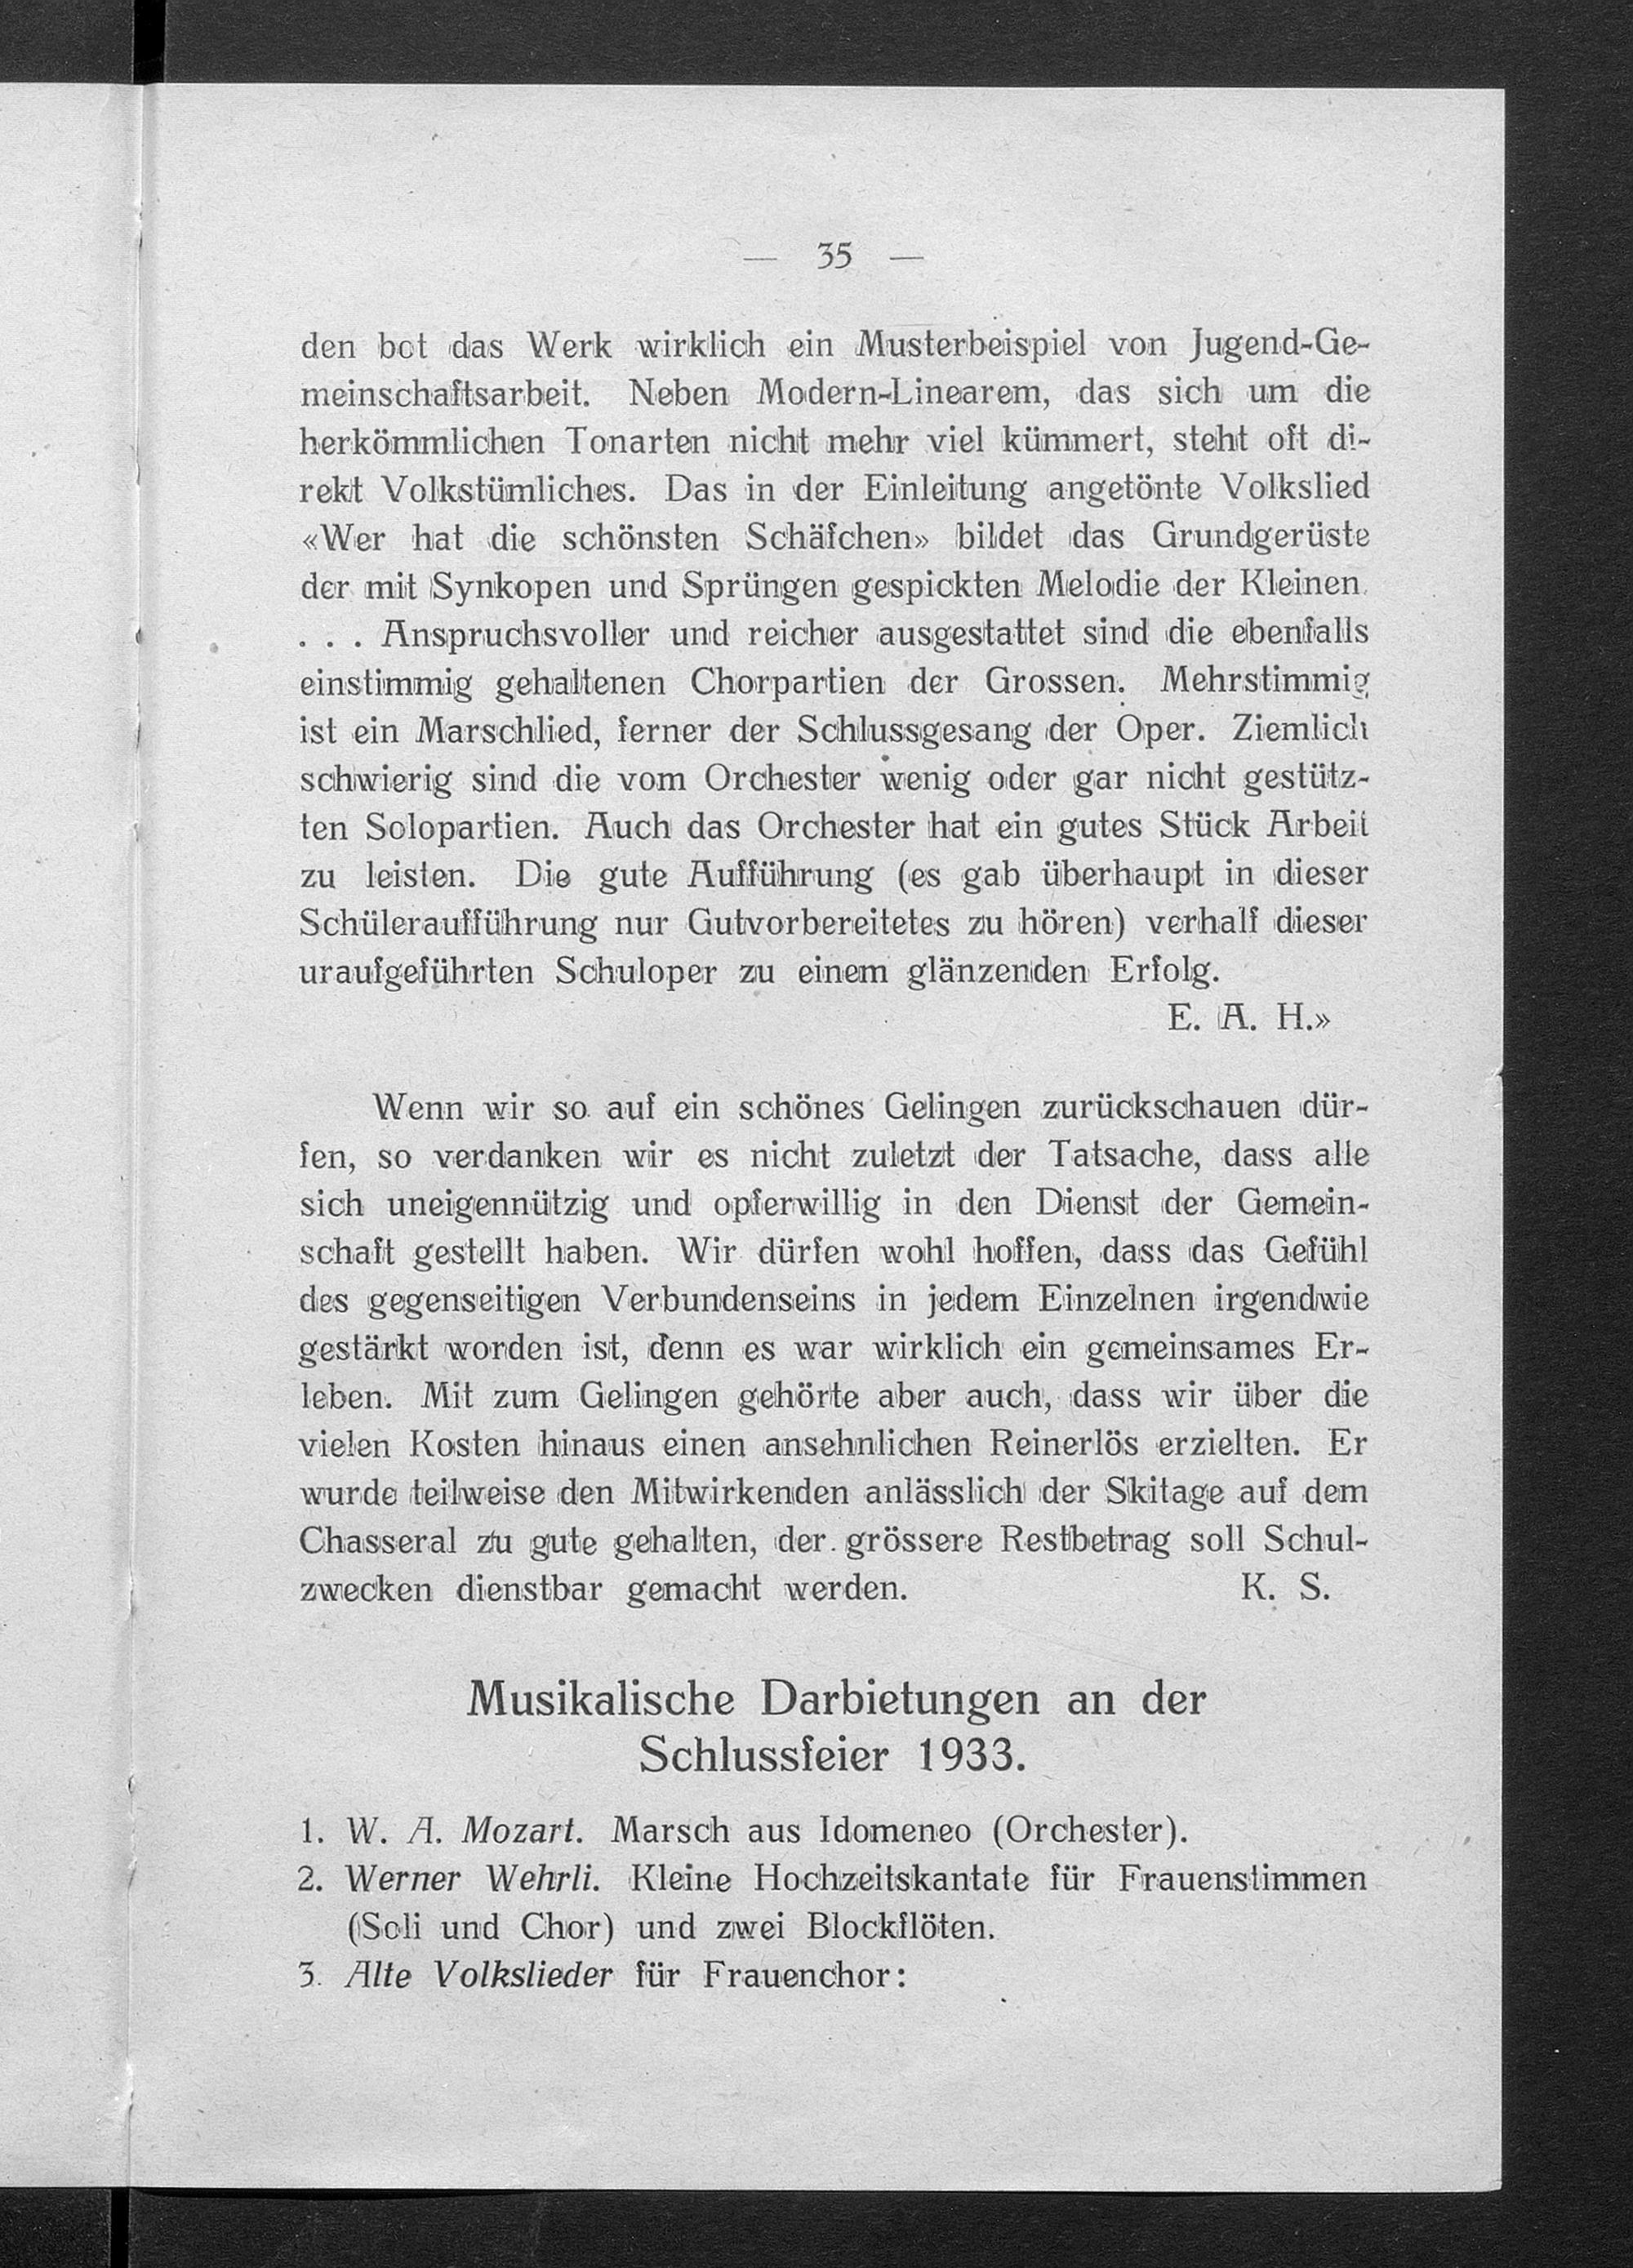 — 35 —
den bot das Werk wirklich ein Musterbeispiel von Jugend-Ge-
meinschaftsarbeit. Neben Modern-Linearem, das sich um die
herkömmlichen Tonarten nicht mehr viel kümmert, steht oft di-
rekt Volkstümliches. Das in der Einleitung angetönte Volkslied
«Wer hat die schönsten Schäfchen» bildet das Grundgerüste
der mit Synkopen und Sprüngen gespickten Melodie der Kleinen.
. . . Anspruchsvoller und reicher ausgestattet sind die ebenfalls
einstimmig gehaltenen Chorpartien der Grossen. Mehrstimmig
ist ein Marschlied, ferner der Schlussgesang der Oper. Ziemlich
schwierig sind die vom Orchester wenig oder gar nicht gestütz-
ten Solopartien. Auch das Orchester hat ein gutes Stück Arbeit
zu leisten. Die gute Aufführung (es gab überhaupt in dieser
Schüleraufführung nur Gutvorbereitetes zu hören) verhalf dieser
uraufgeführten Schuloper zu einem glänzenden Erfolg.
E. A. H.»
Wenn wir so auf ein schönes Gelingen zurückschauen dür-
fen, so verdanken wir es nicht zuletzt der Tatsache, dass alle
sich uneigennützig und opferwillig in den Dienst der Gemein-
schaft gestellt haben. Wir dürfen wohl hoffen, dass das Gefühl
des gegenseitigen Verbundenseins in jedem Einzelnen irgendwie
gestärkt worden ist, denn es war wirklich ein gemeinsames Er-
leben. Mit zum Gelingen gehörte aber auch, dass wir über die
vielen Kosten hinaus einen ansehnlichen Reinerlös erzielten. Er
wurde teilweise den Mitwirkenden anlässlich der Skitage auf dem
Chasseral zu gute gehalten, der grössere Restbetrag soll Schul-
zwecken dienstbar gemacht werden. K. S.
Musikalische Darbietungen an der
Schlussfeier 1933.
1. W. A. Mozart. Marsch aus Idomeneo (Orchester).
2. Werner Wehrli. Kleine Hochzeitskantate für Frauenstimmen
(Soli und Chor) und zwei Blockflöten.
3. Alte Volkslieder für Frauenchor: